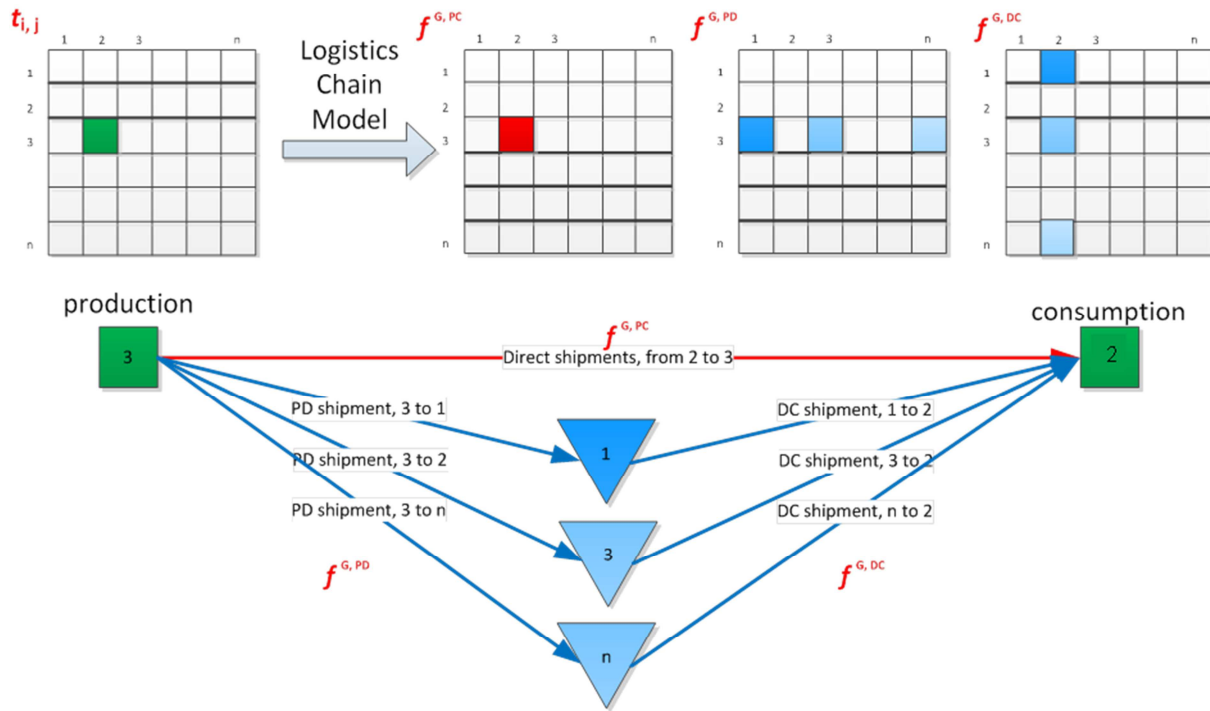 t i, j
f G, PC
f G, PD
f G, DC
1 2 3 n
1 2 3 n
1 2 3 n
1 2 3 n
Logistics
Chain
Model
1
2
3
n
1
2
3
n
1
2
3
n
1
2
3
n
production
consumption
f G, PC
3
Direct shipments, from 2 to 3
2
PD shipment, 3 to 1
DC shipment, 1 to 2
1
PD shipment, 3 to 2
DC shipment, 3 to 2
PD shipment, 3 to n
DC shipment, n to 2
3
f G, PD
f G, DC
n